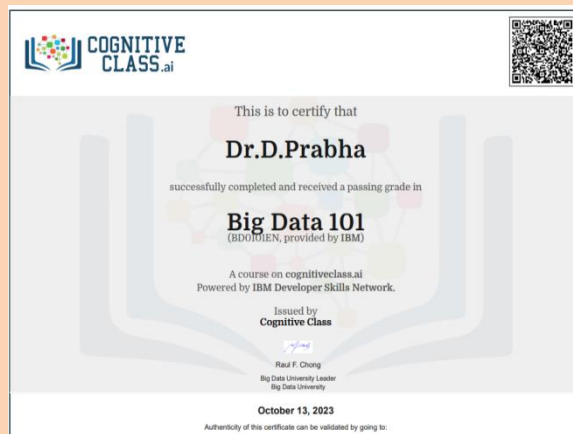 COGNITIVE
CLASS.ai
This is to certify that
Dr.D.Prabha
successfully completed and received a passing grade in
Big Data 101
(BD0101EN, provided by IBM)
A course on cognitiveclass.ai
Powered by IBM Developer Skills Network.
Issued by
Cognitive Class
Raul F. Chong
Big Data University Leader
Big Data University
October 13, 2023
Authenticity of this certificate can be validated by going to: